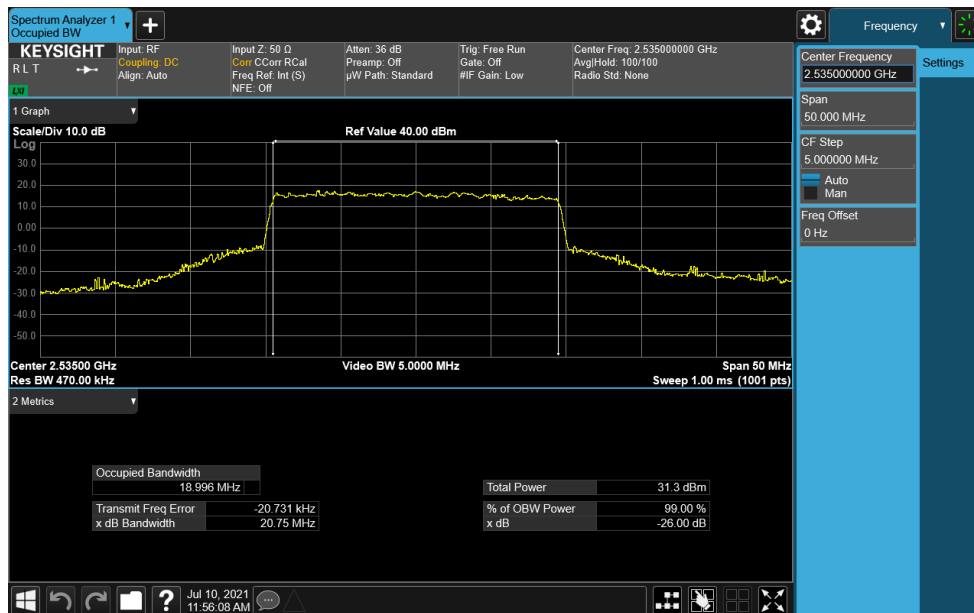 Spectrum Analyzer 1
Occupied BW
Frequency
KEYSIGHT
RLT
LXI
Input: RF
Coupling: DC
Align: Auto
Input Z: 50 Ω
Corr CCorr RCal
Freq Ref: Int (S)
NFE: Off
Atten: 36 dB
Preamp: Off
µW Path: Standard
Trig: Free Run
Gate: Off
#IF Gain: Low
Center Freq: 2.535000000 GHz
Avg|Hold: 100/100
Radio Std: None
Center Frequency
2.535000000 GHz
Settings
Span
50.000 MHz
CF Step
5.000000 MHz
Auto
Man
Freq Offset
0 Hz
1 Graph
Scale/Div 10.0 dB
Ref Value 40.00 dBm
Log
30.0
20.0
10.0
0.00
-10.0
-20.0
-30.0
-40.0
-50.0
Center 2.53500 GHz
Video BW 5.0000 MHz
Span 50 MHz
Res BW 470.00 kHz
Sweep 1.00 ms (1001 pts)
2 Metrics
Occupied Bandwidth
18.996 MHz
Total Power 31.3 dBm
Transmit Freq Error -20.731 kHz
% of OBW Power 99.00 %
x dB Bandwidth 20.75 MHz
x dB -26.00 dB
Jul 10, 2021
11:56:08 AM